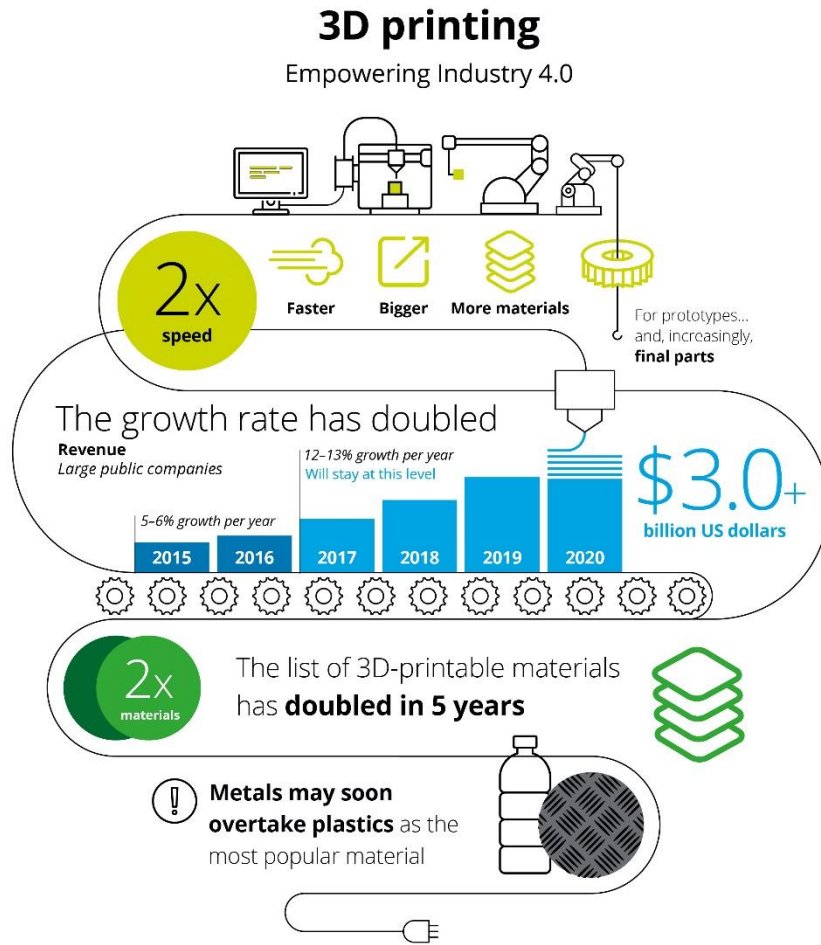 3D printing
Empowering Industry 4.0
2x
speed
Faster
Bigger
More materials
For prototypes...
and, increasingly,
final parts
The growth rate has doubled
Revenue
Large public companies
5–6% growth per year
12–13% growth per year
Will stay at this level
2015
2016
2017
2018
2019
2020
$3.0+
billion US dollars
2x
materials
The list of 3D-printable materials
has doubled in 5 years
Metals may soon
overtake plastics as the
most popular material